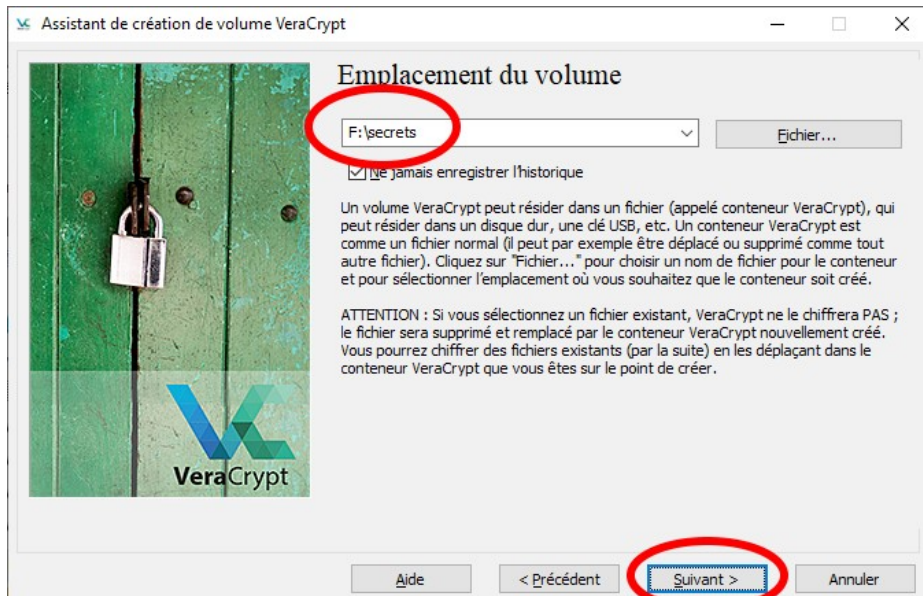 Assistant de création de volume VeraCrypt
Emplacement du volume
F:\secrets
Fichier...
Ne jamais enregistrer l'historique
Un volume VeraCrypt peut résider dans un fichier (appelé conteneur VeraCrypt), qui
peut résider dans un disque dur, une clé USB, etc. Un conteneur VeraCrypt est
comme un fichier normal (il peut par exemple être déplacé ou supprimé comme tout
autre fichier). Cliquez sur "Fichier..." pour choisir un nom de fichier pour le conteneur
et pour sélectionner l'emplacement où vous souhaitez que le conteneur soit créé.
ATTENTION : Si vous sélectionnez un fichier existant, VeraCrypt ne le chiffrera PAS ;
le fichier sera supprimé et remplacé par le conteneur VeraCrypt nouvellement créé.
Vous pourrez chiffrer des fichiers existants (par la suite) en les déplaçant dans le
conteneur VeraCrypt que vous êtes sur le point de créer.
VeraCrypt
Aide
< Précédent
Suivant >
Annuler